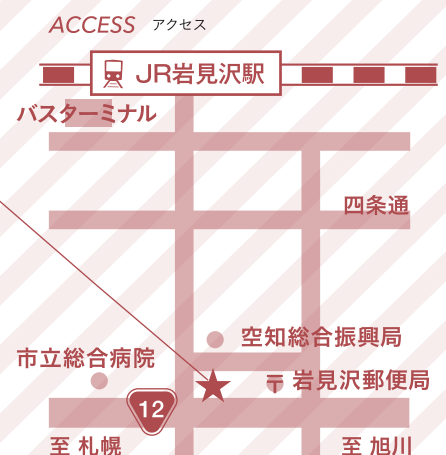 ACCESS アクセス
JR岩見沢駅
バスターミナル
四条通
空知総合振興局
市立総合病院
〒 岩見沢郵便局
12
至 札幌
至 旭川